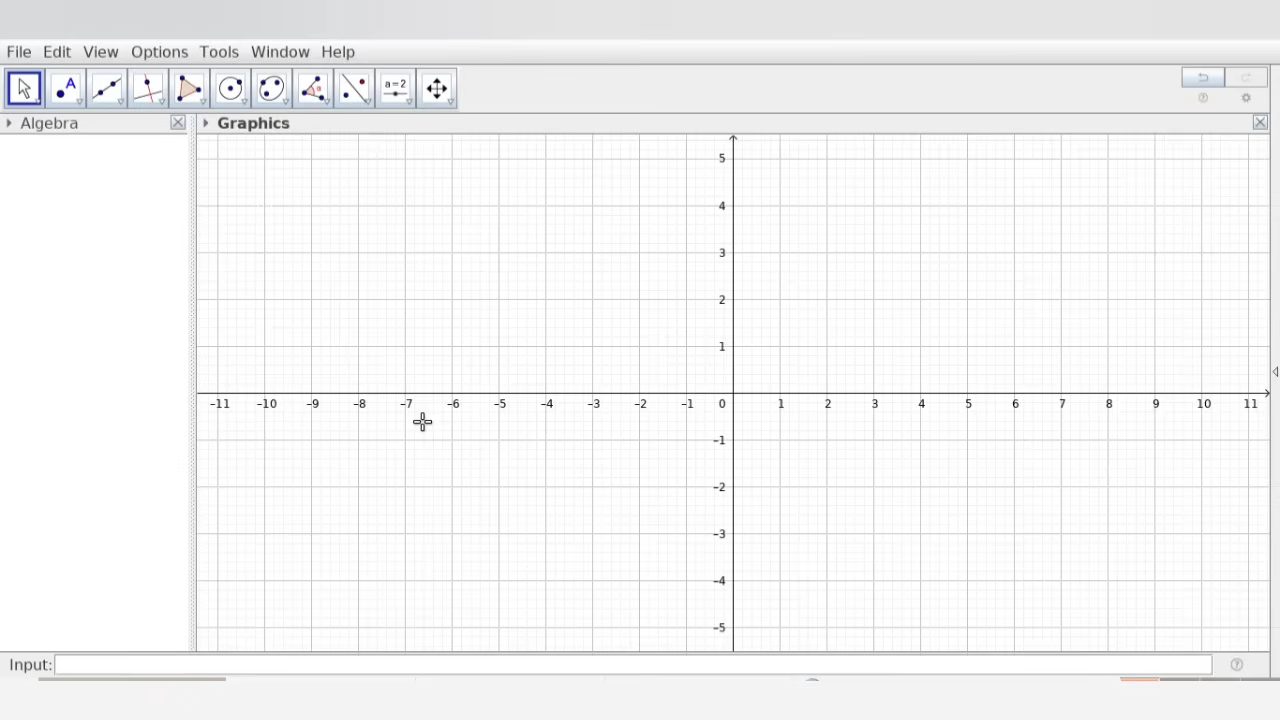 File Edit View Options Tools Window Help
A α a=2
Algebra
Graphics
5
4
3
2
1
-11 -10 -9 -8 -7 -6 -5 -4 -3 -2 -1 0 1 2 3 4 5 6 7 8 9 10 11
-1
-2
-3
-4
-5
Input: